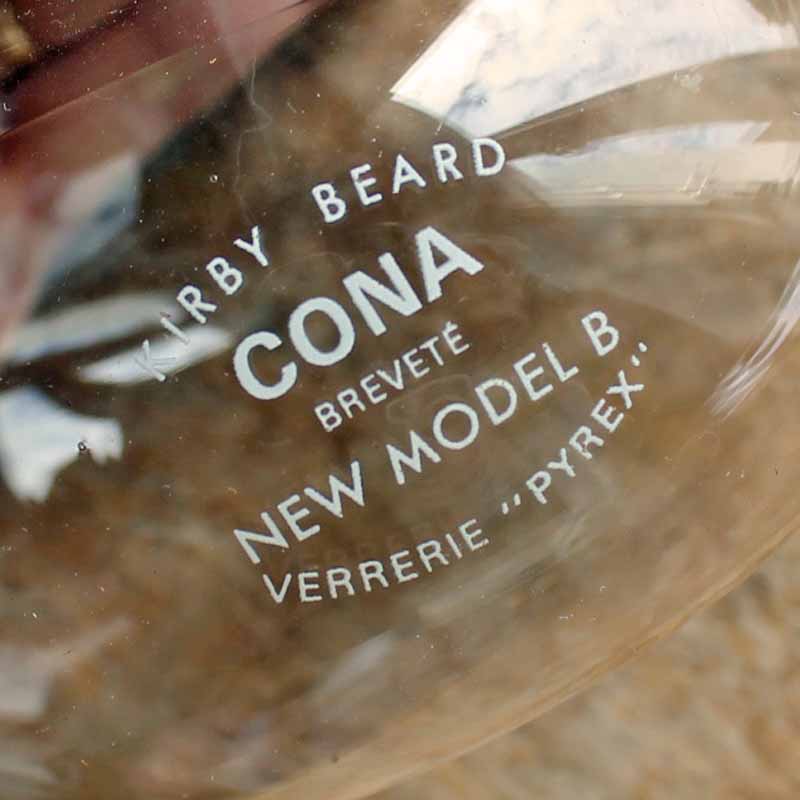 KIRBY BEARD
CONA
BREVETÉ
NEW MODEL B
VERRERIE "PYREX"